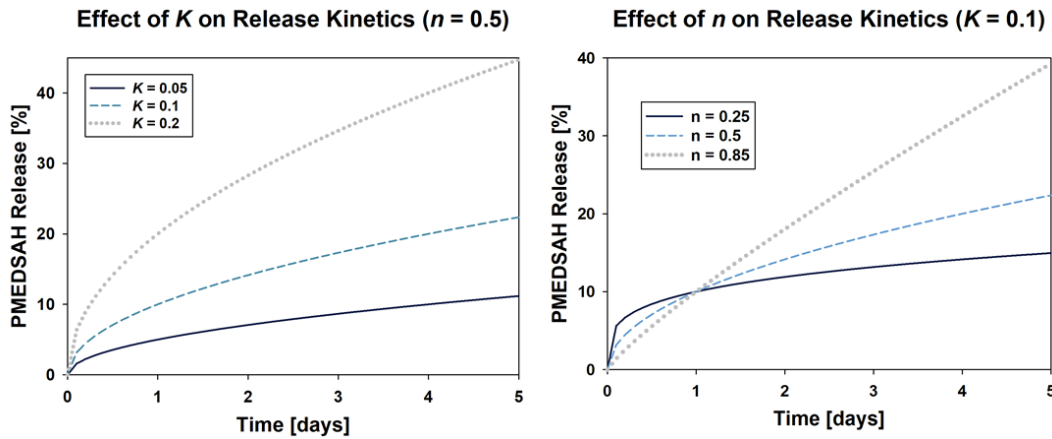 Effect of K on Release Kinetics (n = 0.5)
PMEDSAH Release [%]
40
30
20
10
0
K = 0.05
K = 0.1
K = 0.2
0 1 2 3 4 5
Time [days]
Effect of n on Release Kinetics (K = 0.1)
PMEDSAH Release [%]
40
30
20
10
0
n = 0.25
n = 0.5
n = 0.85
0 1 2 3 4 5
Time [days]